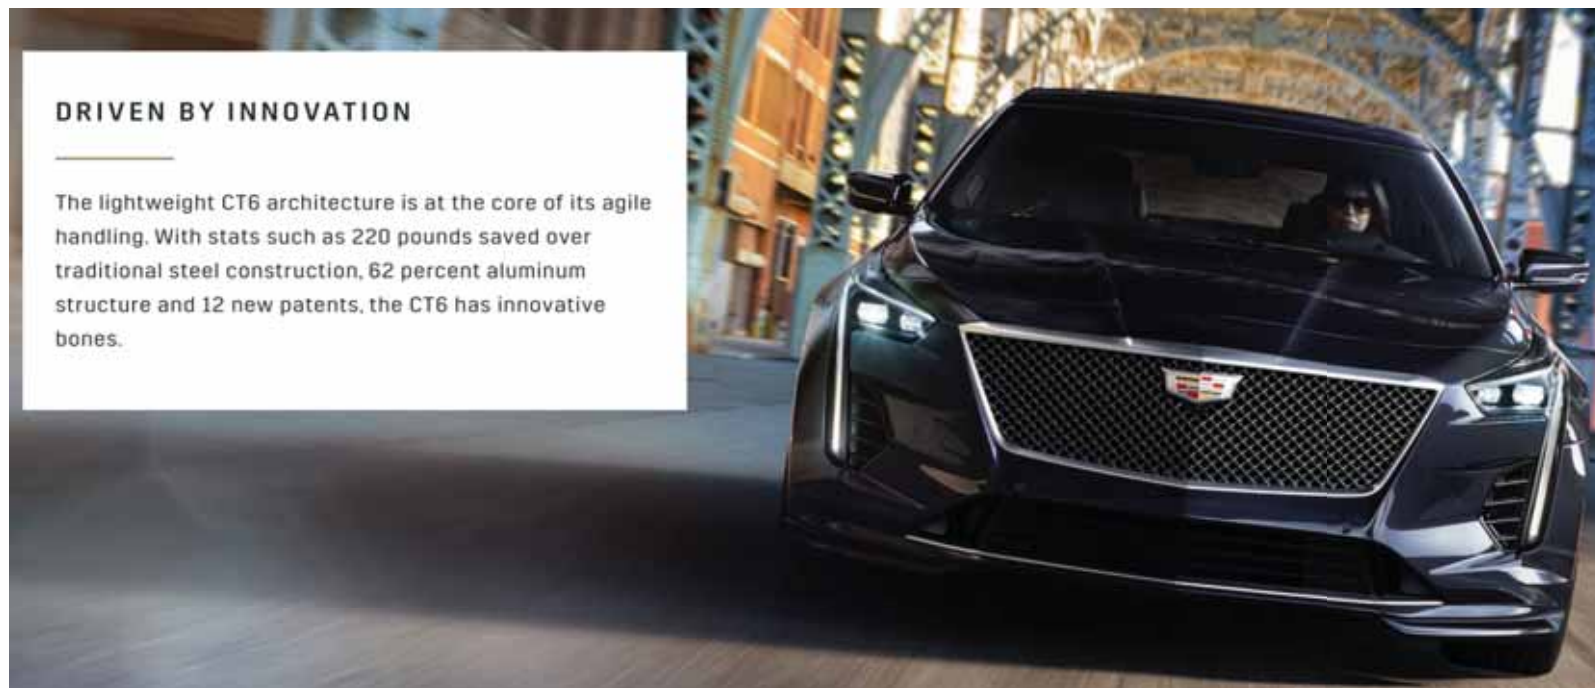 DRIVEN BY INNOVATION
The lightweight CT6 architecture is at the core of its agile
handling. With stats such as 220 pounds saved over
traditional steel construction, 62 percent aluminum
structure and 12 new patents, the CT6 has innovative
bones.